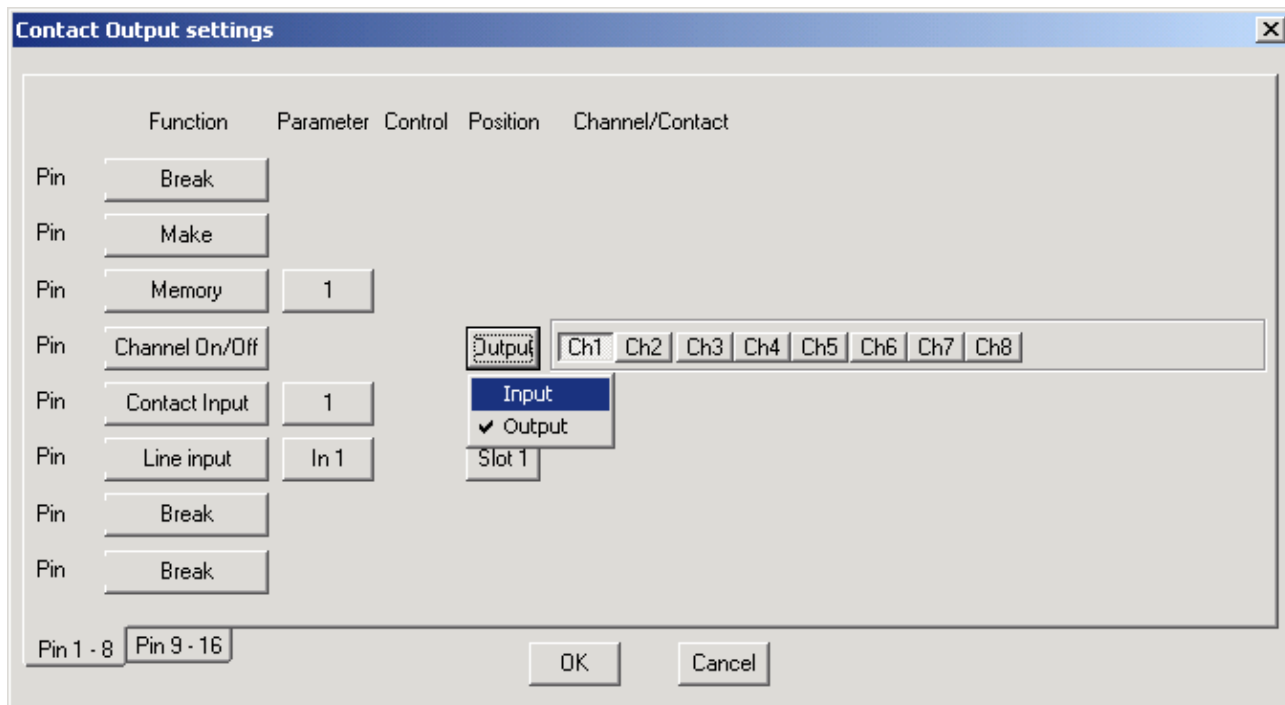 Contact Output settings
Function Parameter Control Position Channel/Contact
Pin Break
Pin Make
Pin Memory 1
Pin Channel On/Off Output Ch1 Ch2 Ch3 Ch4 Ch5 Ch6 Ch7 Ch8
Input
Pin Contact Input 1
Output
Pin Line input In 1 Slot 1
Pin Break
Pin Break
Pin 1 - 8 Pin 9 - 16
OK Cancel